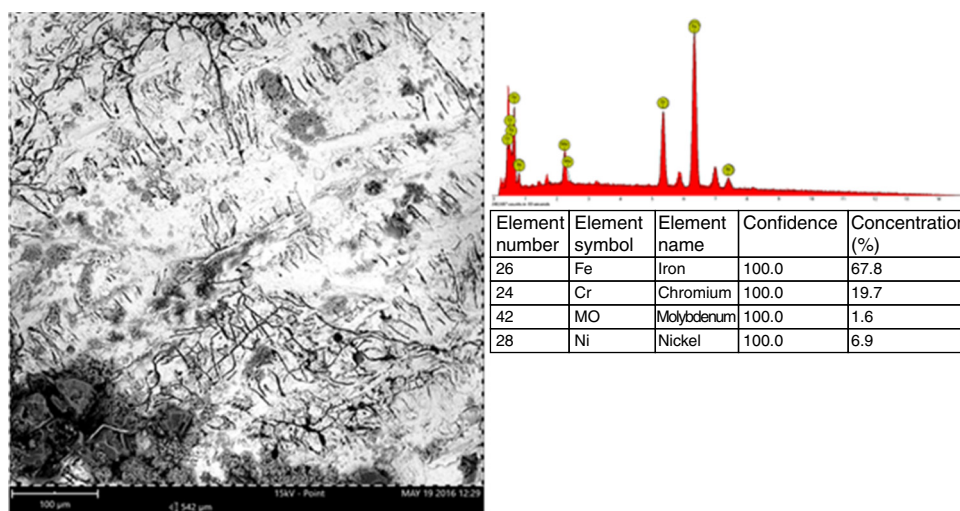 100 µm
542 µm
15kV - Point
MAY 19 2016 12:29
Element number Element symbol Element name Confidence Concentration (%)
26 Fe Iron 100.0 67.8
24 Cr Chromium 100.0 19.7
42 MO Molybdenum 100.0 1.6
28 Ni Nickel 100.0 6.9